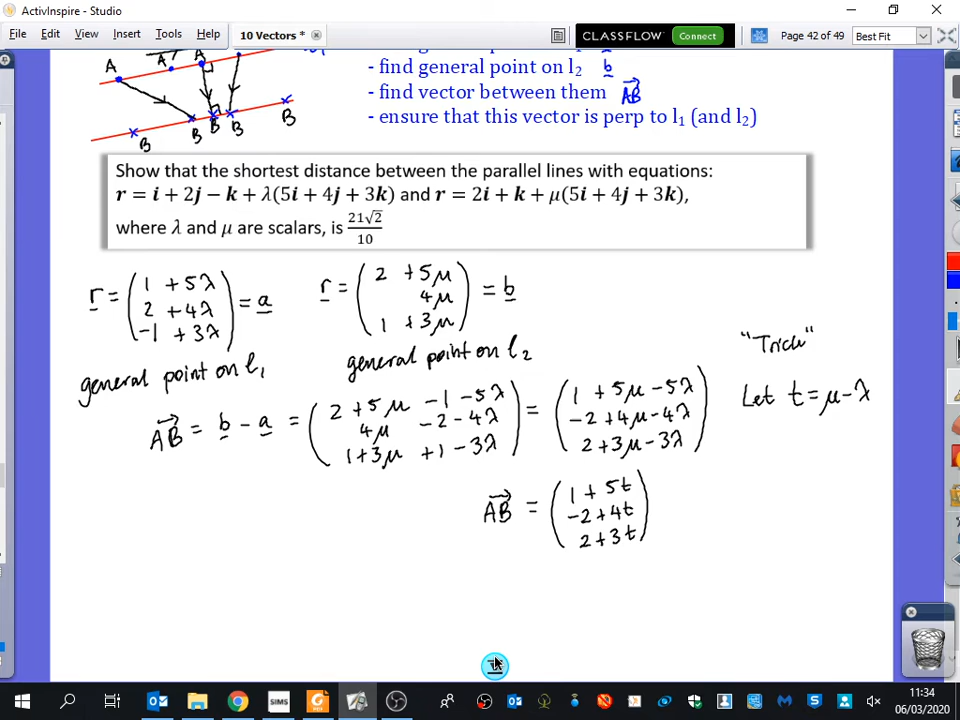 ActivInspire - Studio
File Edit View Insert Tools Help 10 Vectors * CLASSFLOW Connect Page 42 of 49 Best Fit
A A A
B B B B B
- find general point on l₂ b
- find vector between them AB
- ensure that this vector is perp to l₁ (and l₂)
Show that the shortest distance between the parallel lines with equations:
r = i + 2j − k + λ(5i + 4j + 3k) and r = 2i + k + μ(5i + 4j + 3k),
where λ and μ are scalars, is 21√2/10
r = (1 + 5λ, 2 + 4λ, -1 + 3λ) = a
r = (2 + 5μ, 4μ, 1 + 3μ) = b
general point on l₁
general point on l₂
"Trick"
Let t = μ - λ
AB = b - a = (2 + 5μ - 1 - 5λ, 4μ - 2 - 4λ, 1 + 3μ + 1 - 3λ) = (1 + 5μ - 5λ, -2 + 4μ - 4λ, 2 + 3μ - 3λ)
AB = (1 + 5t, -2 + 4t, 2 + 3t)
SIMS
11:34
06/03/2020